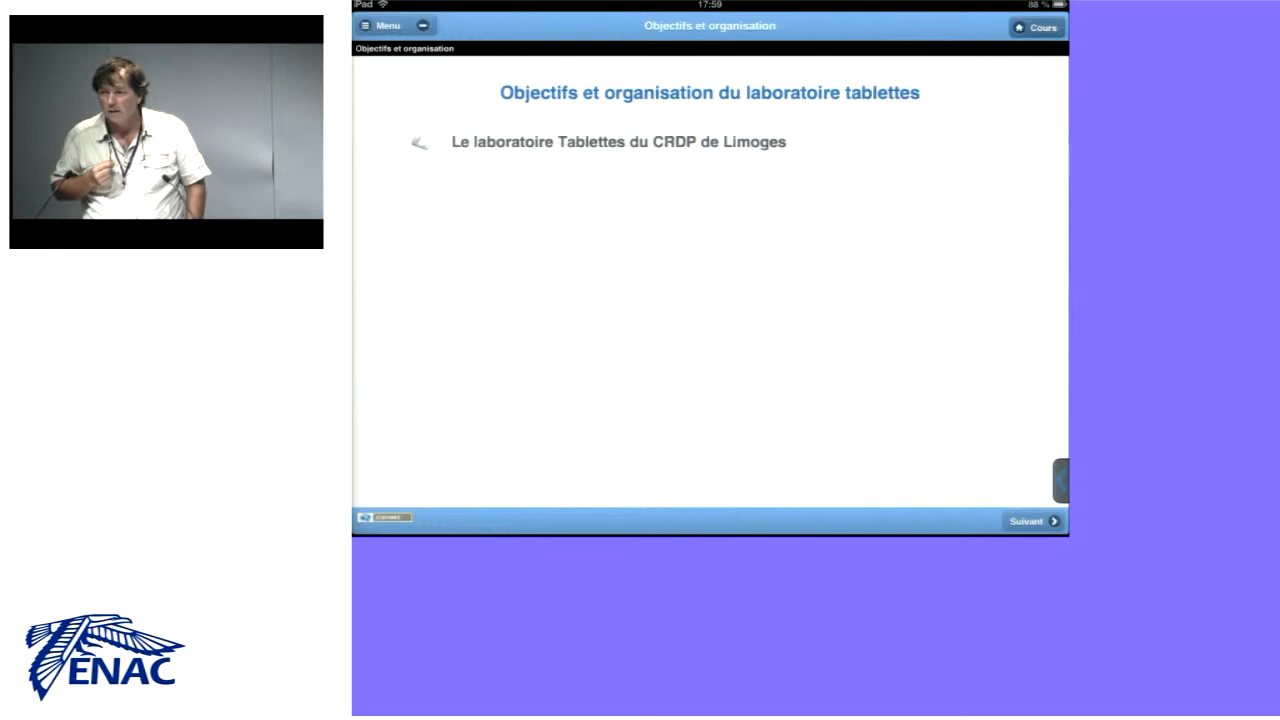 iPad 17:59 88 %
Menu Objectifs et organisation Cours
Objectifs et organisation
Objectifs et organisation du laboratoire tablettes
Le laboratoire Tablettes du CRDP de Limoges
Suivant
ENAC